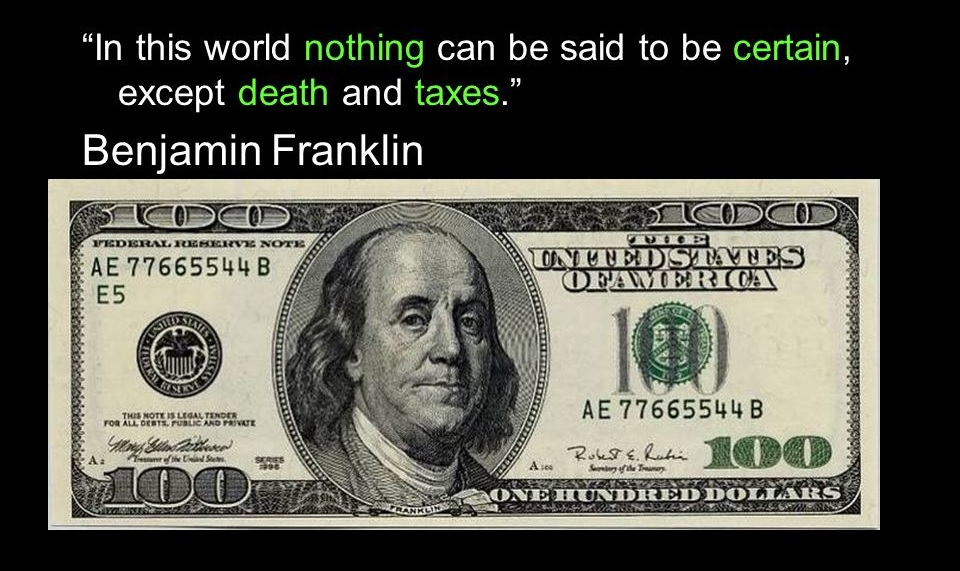 “In this world nothing can be said to be certain,
except death and taxes.”
Benjamin Franklin
100 100
FEDERAL RESERVE NOTE
THE
UNITED STATES
OF AMERICA
AE 77665544 B
E5
100
AE 77665544 B
THIS NOTE IS LEGAL TENDER
FOR ALL DEBTS, PUBLIC AND PRIVATE
Treasurer of the United States.
SERIES
1996
Robert E. Rubin
Secretary of the Treasury.
100
100
ONE HUNDRED DOLLARS
FRANKLIN